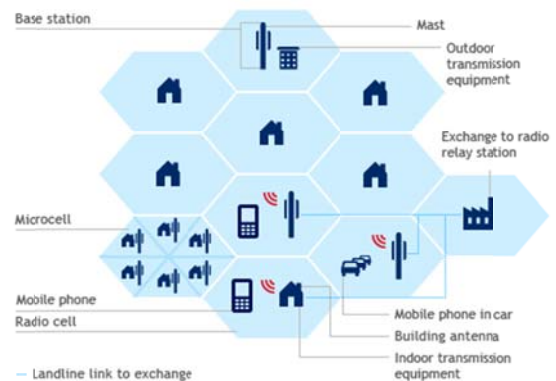 Base station
Mast
Outdoor
transmission
equipment
Exchange to radio
relay station
Microcell
Mobile phone
Radio cell
Mobile phone in car
Building antenna
Indoor transmission
equipment
Landline link to exchange